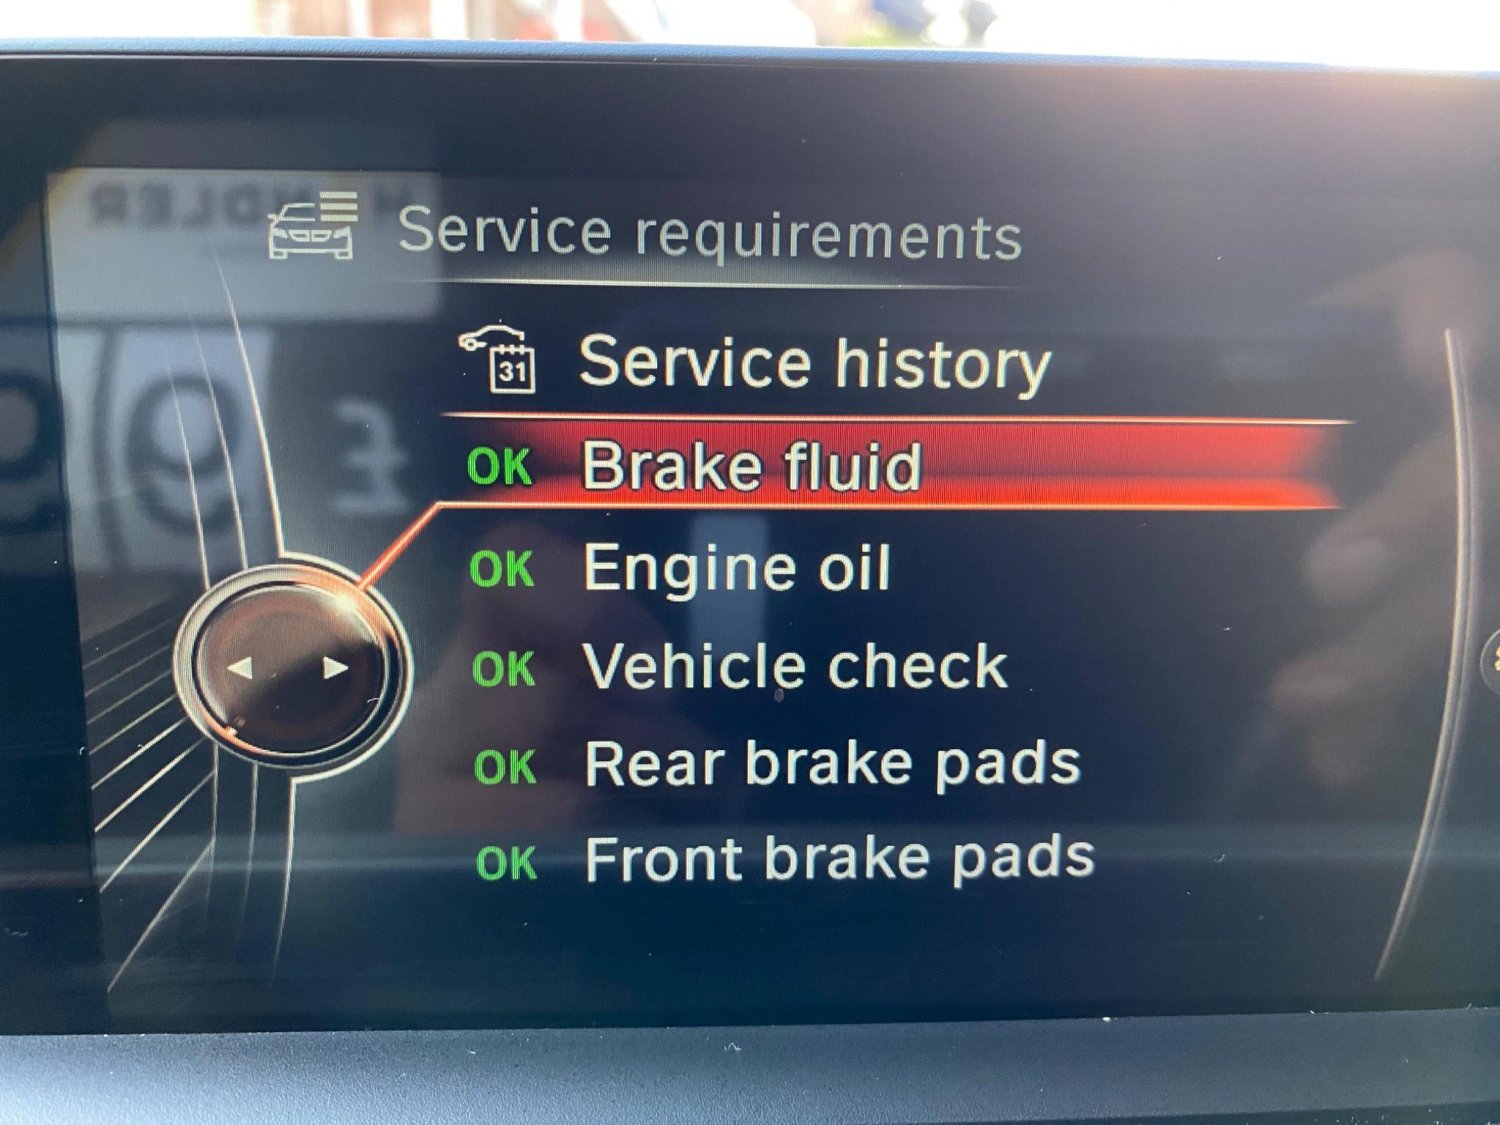 Service requirements
31 Service history
OK Brake fluid
OK Engine oil
OK Vehicle check
OK Rear brake pads
OK Front brake pads